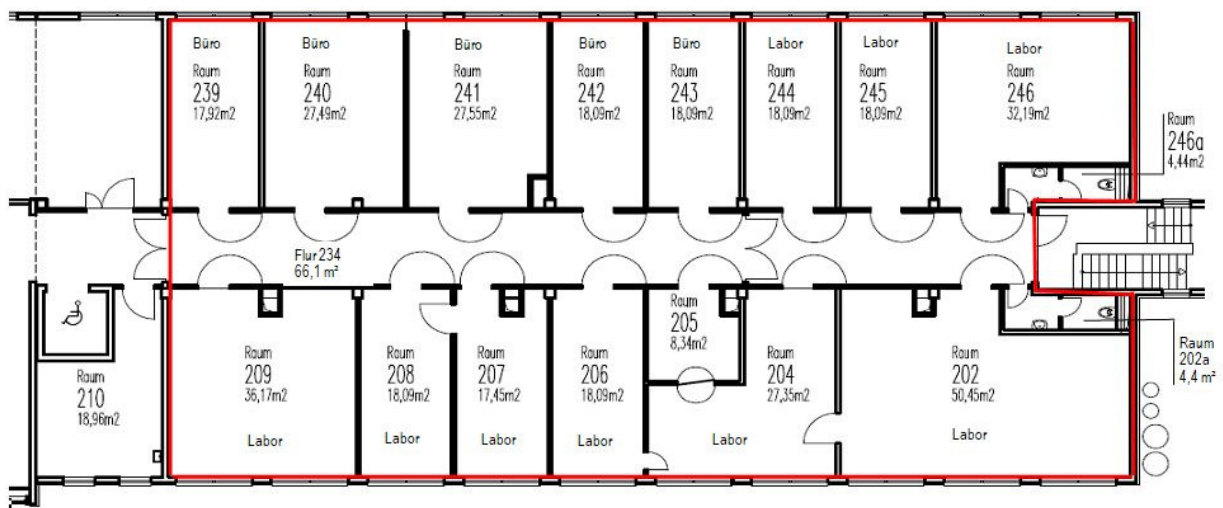 Büro
Raum
239
17,92m2
Büro
Raum
240
27,49m2
Büro
Raum
241
27,55m2
Büro
Raum
242
18,09m2
Büro
Raum
243
18,09m2
Labor
Raum
244
18,09m2
Labor
Raum
245
18,09m2
Labor
Raum
246
32,19m2
Raum
246a
4,44m2
Flur 234
66,1 m²
Raum
210
18,96m2
Raum
209
36,17m2
Labor
Raum
208
18,09m2
Labor
Raum
207
17,45m2
Labor
Raum
206
18,09m2
Labor
Raum
205
8,34m2
Raum
204
27,35m2
Labor
Raum
202
50,45m2
Labor
Raum
202a
4,4 m²